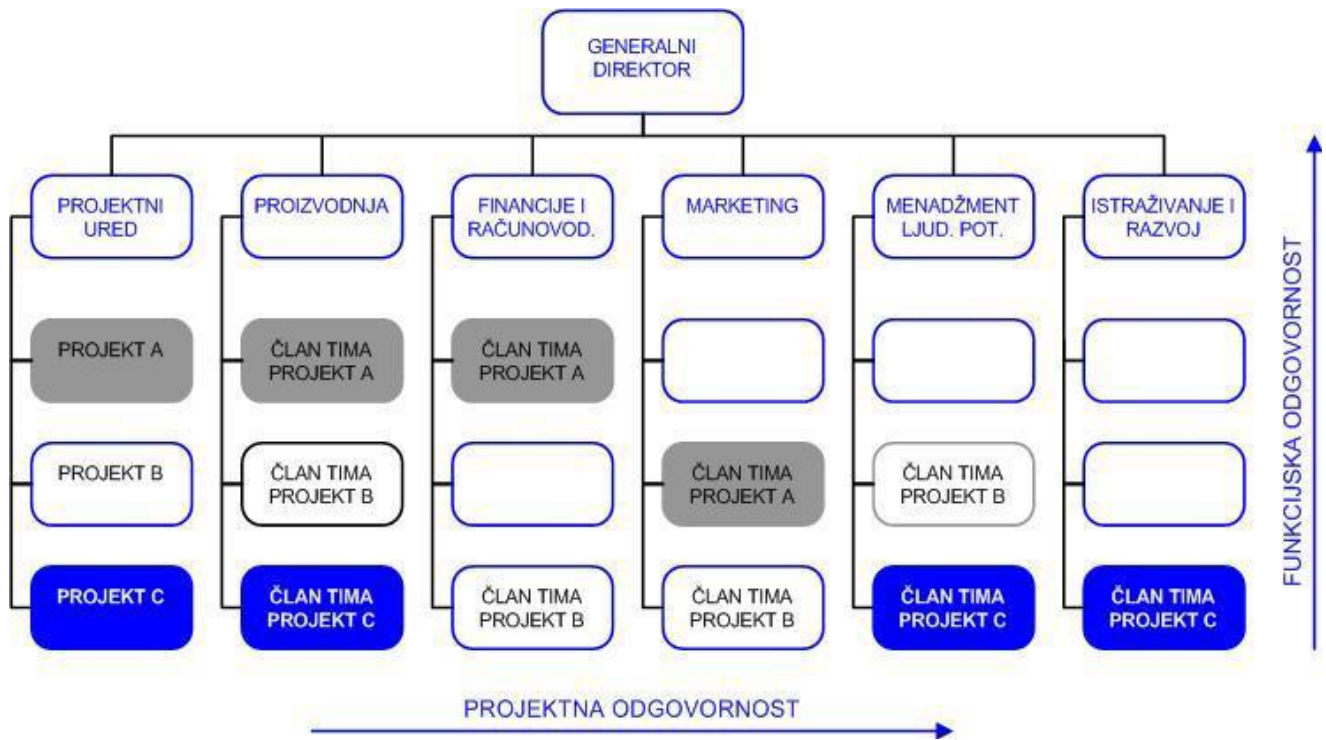 GENERALNI
DIREKTOR
PROJEKTNI
URED
PROIZVODNJA
FINANCIJE I
RAČUNOVOD.
MARKETING
MENADŽMENT
LJUD. POT.
ISTRAŽIVANJE I
RAZVOJ
PROJEKT A
ČLAN TIMA
PROJEKT A
ČLAN TIMA
PROJEKT A
PROJEKT B
ČLAN TIMA
PROJEKT B
ČLAN TIMA
PROJEKT A
ČLAN TIMA
PROJEKT B
PROJEKT C
ČLAN TIMA
PROJEKT C
ČLAN TIMA
PROJEKT B
ČLAN TIMA
PROJEKT B
ČLAN TIMA
PROJEKT C
ČLAN TIMA
PROJEKT C
FUNKCIJSKA ODGOVORNOST
PROJEKTNA ODGOVORNOST